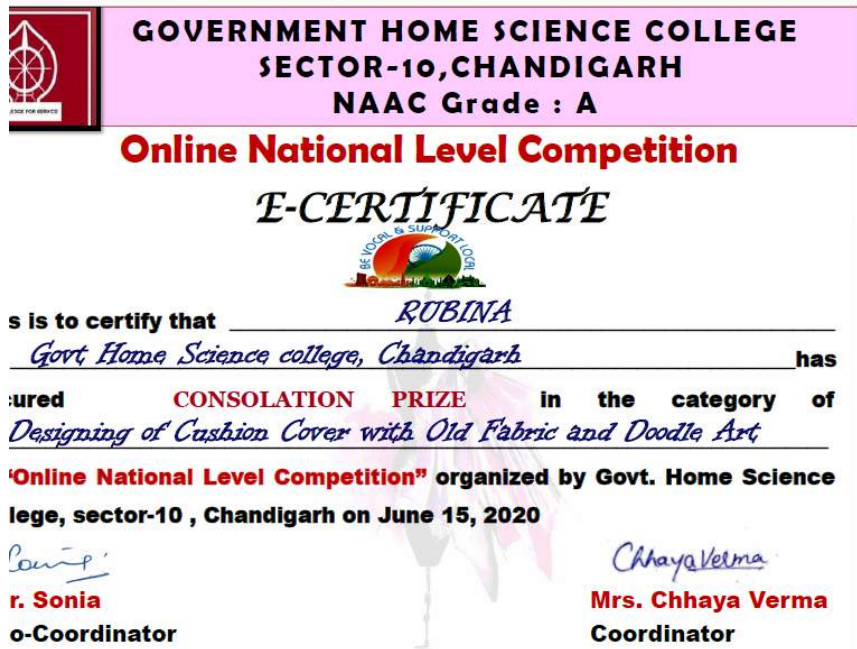 GOVERNMENT HOME SCIENCE COLLEGE
SECTOR-10,CHANDIGARH
NAAC Grade : A
Online National Level Competition
E-CERTIFICATE
BE VOCAL & SUPPORT LOCAL
s is to certify that RUBINA
Govt Home Science college, Chandigarh has
cured CONSOLATION PRIZE in the category of
Designing of Cushion Cover with Old Fabric and Doodle Art
"Online National Level Competition" organized by Govt. Home Science
lege, sector-10 , Chandigarh on June 15, 2020
Chhaya Verma
r. Sonia Mrs. Chhaya Verma
o-Coordinator Coordinator